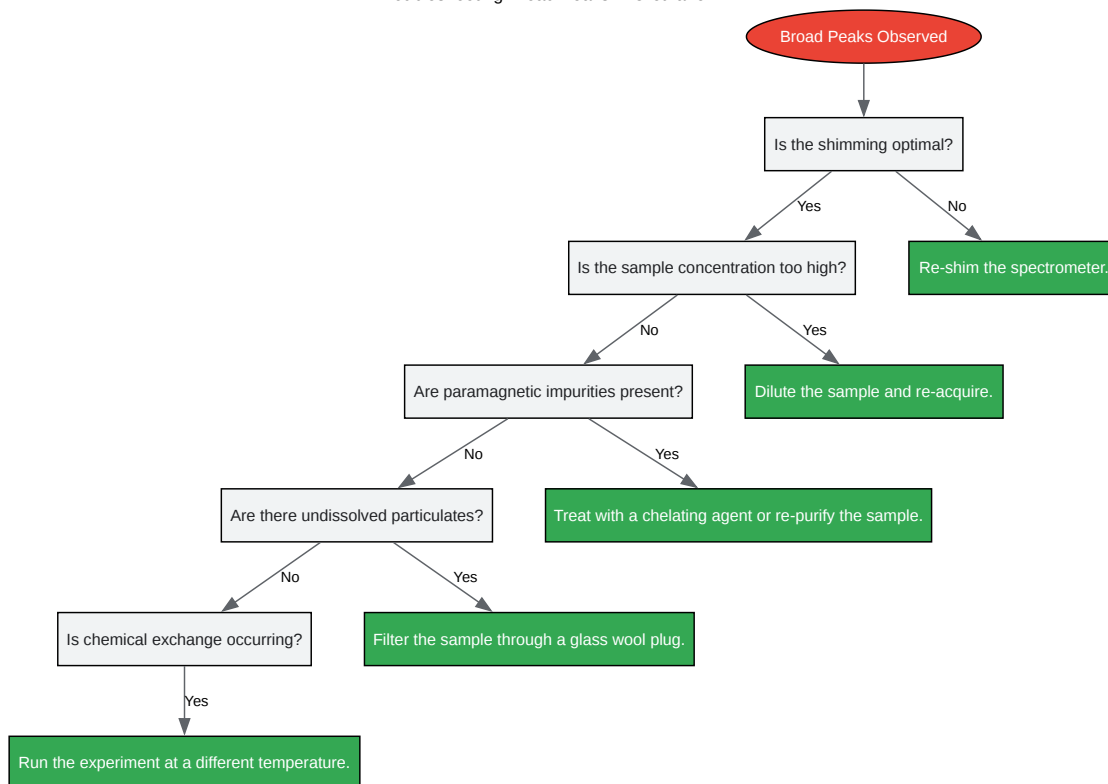 Broad Peaks Observed
Is the shimming optimal?
Yes
No
Is the sample concentration too high?
Re-shim the spectrometer.
No
Yes
Are paramagnetic impurities present?
Dilute the sample and re-acquire.
No
Yes
Are there undissolved particulates?
Treat with a chelating agent or re-purify the sample.
No
Yes
Is chemical exchange occurring?
Filter the sample through a glass wool plug.
Yes
Run the experiment at a different temperature.